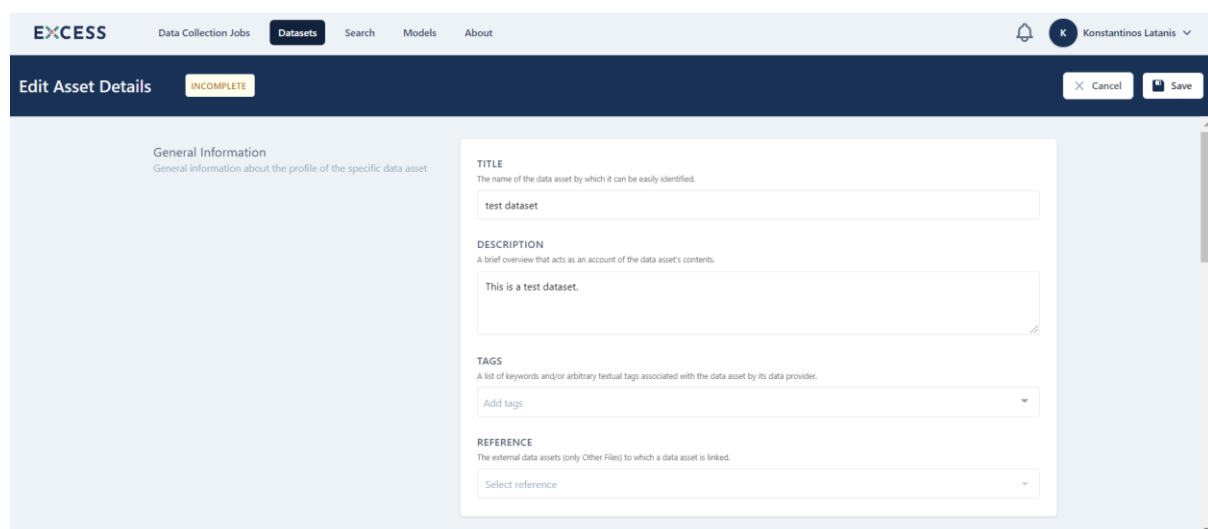 EXCESS
Data Collection Jobs Datasets Search Models About
K Konstantinos Latanis
Edit Asset Details INCOMPLETE
Cancel Save
General Information
General information about the profile of the specific data asset
TITLE
The name of the data asset by which it can be easily identified.
test dataset
DESCRIPTION
A brief overview that acts as an account of the data asset's contents.
This is a test dataset.
TAGS
A list of keywords and/or arbitrary textual tags associated with the data asset by its data provider.
Add tags
REFERENCE
The external data assets (only Other Files) to which a data asset is linked.
Select reference